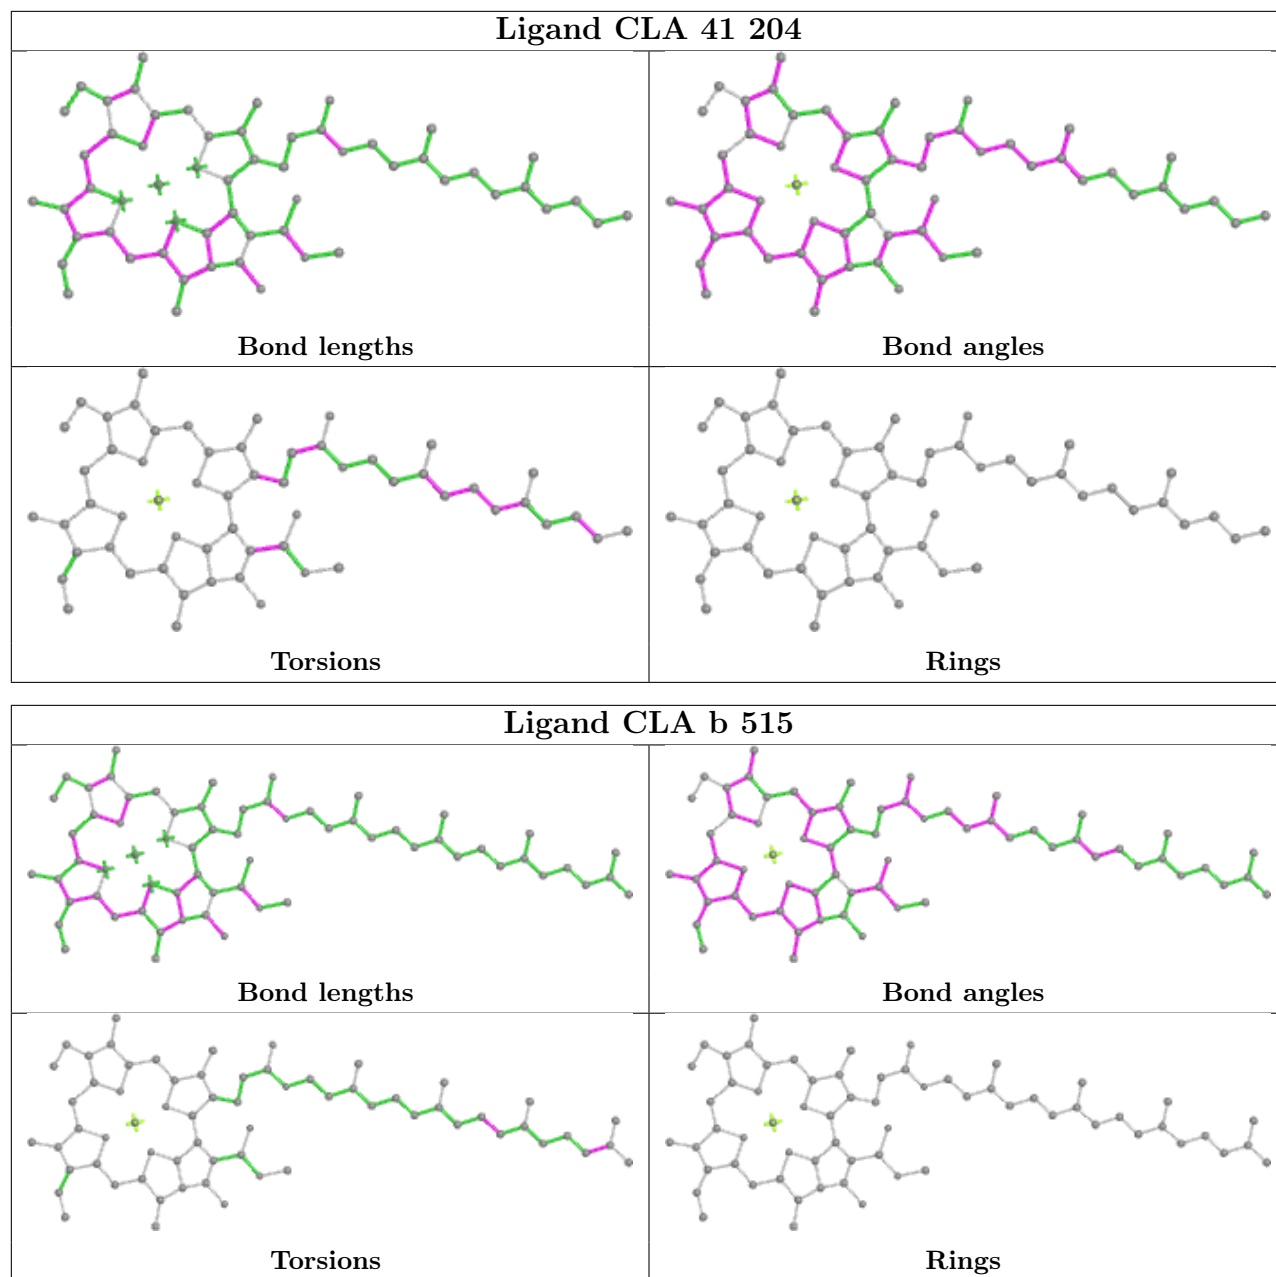 Ligand CLA 41 204
Bond lengths
Bond angles
Torsions
Rings
Ligand CLA b 515
Bond lengths
Bond angles
Torsions
Rings